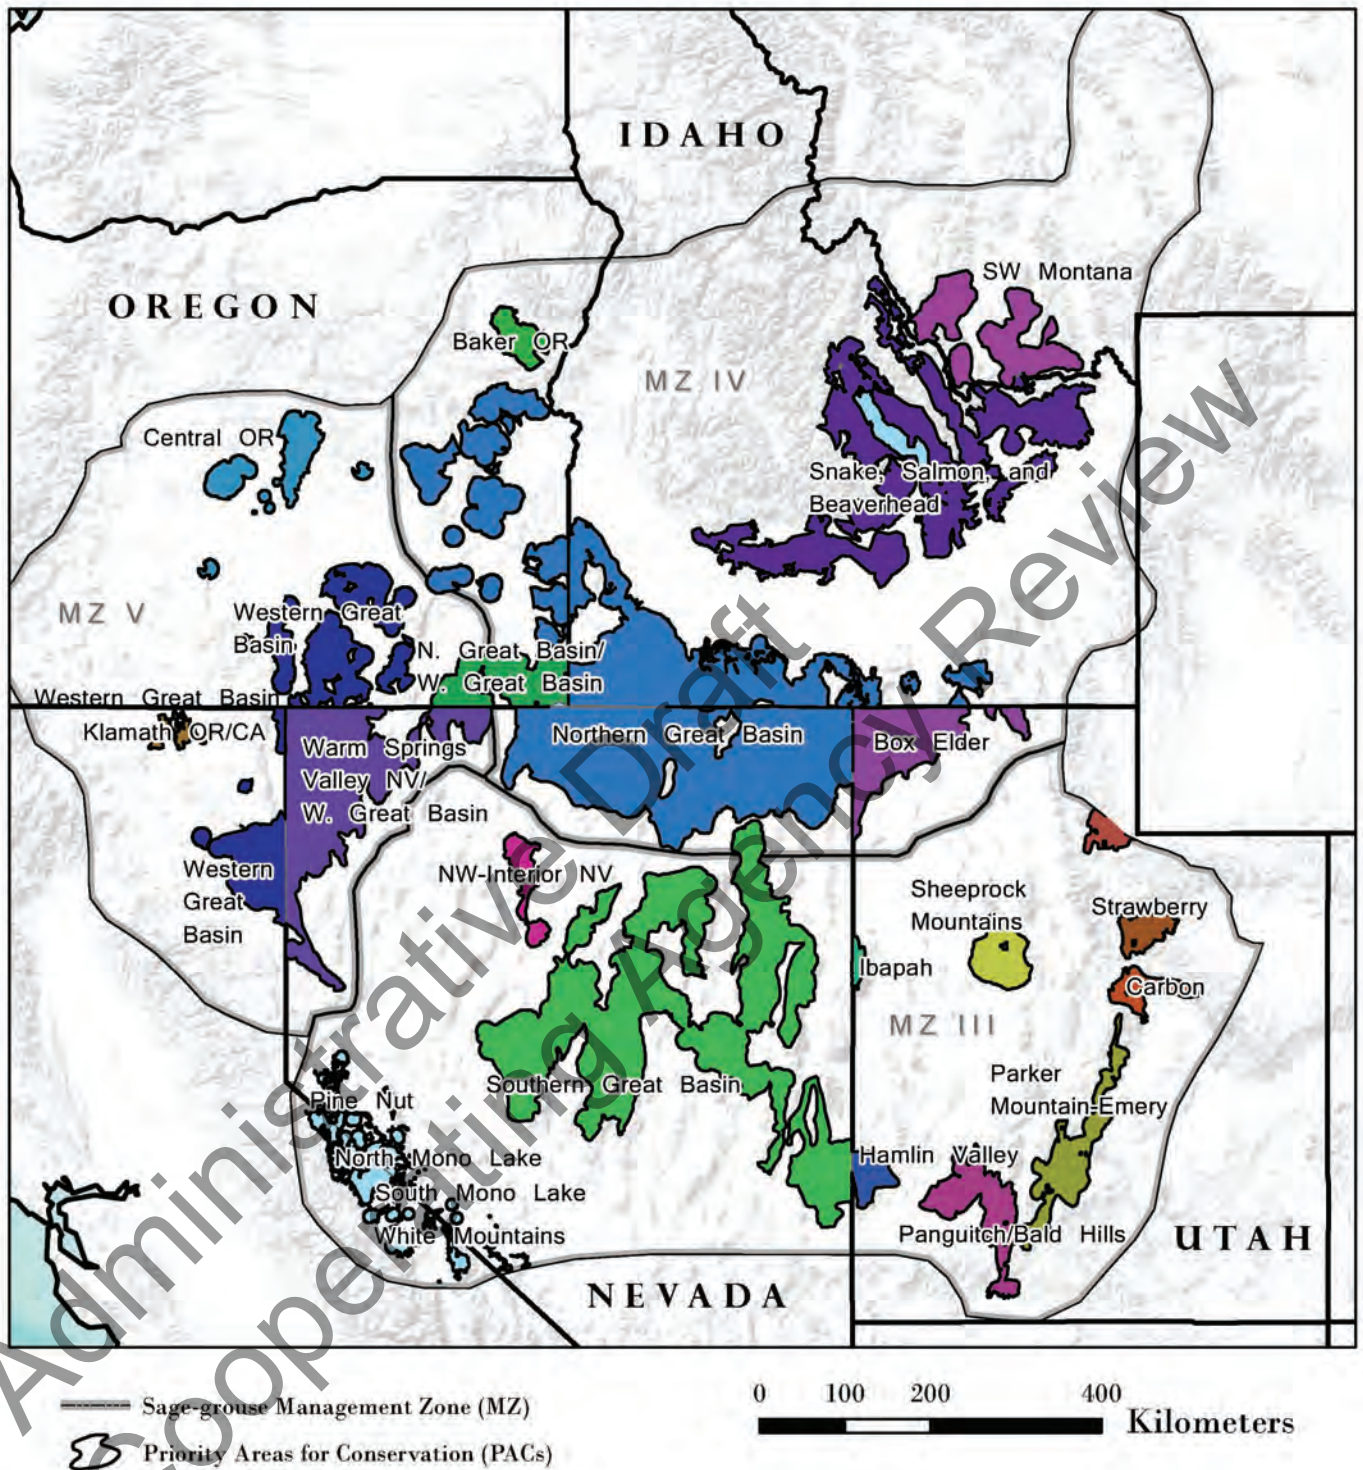 IDAHO
SW Montana
OREGON
Baker OR
MZ IV
Central OR
Snake, Salmon, and
Beaverhead
MZ V
Western Great
Basin
N. Great Basin/
W. Great Basin
Western Great Basin
Klamath OR/CA
Warm Springs
Valley NV/
W. Great Basin
Northern Great Basin
Box Elder
Western
Great
Basin
NW-Interior NV
Sheeprock
Mountains
Strawberry
Ibapah
Carbon
MZ III
Southern Great Basin
Parker
Mountain-Emery
Pine Nut
North Mono Lake
South Mono Lake
White Mountains
Hamlin Valley
Panguitch/Bald Hills
UTAH
NEVADA
Administrative Draft
Cooperating Agency Review
Sage-grouse Management Zone (MZ)
Priority Areas for Conservation (PACs)
0 100 200 400
Kilometers